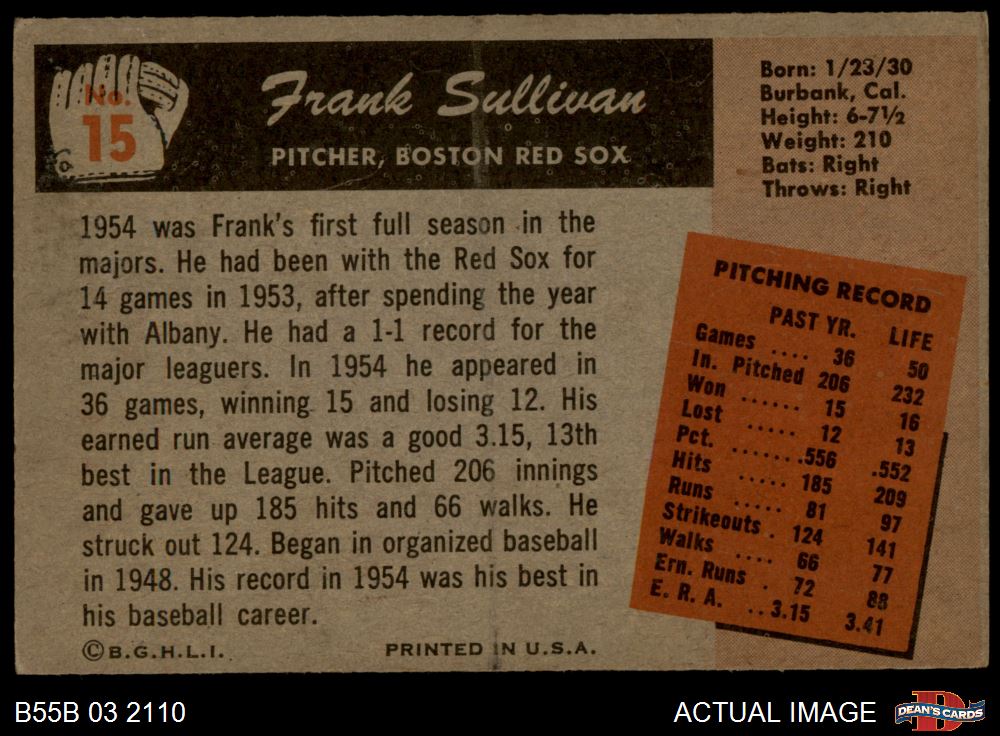 No.
15
Frank Sullivan
PITCHER, BOSTON RED SOX
Born: 1/23/30
Burbank, Cal.
Height: 6-7½
Weight: 210
Bats: Right
Throws: Right
1954 was Frank's first full season in the
majors. He had been with the Red Sox for
14 games in 1953, after spending the year
with Albany. He had a 1-1 record for the
major leaguers. In 1954 he appeared in
36 games, winning 15 and losing 12. His
earned run average was a good 3.15, 13th
best in the League. Pitched 206 innings
and gave up 185 hits and 66 walks. He
struck out 124. Began in organized baseball
in 1948. His record in 1954 was his best in
his baseball career.
PITCHING RECORD
PAST YR. LIFE
Games .... 36 50
In. Pitched 206 232
Won ...... 15 16
Lost ..... 12 13
Pct. .......556 .552
Hits ..... 185 209
Runs ..... 81 97
Strikeouts . 124 141
Walks .... 66 77
Ern. Runs . 72 88
E. R. A. ..3.15 3.41
©B.G.H.L.I. PRINTED IN U.S.A.
B55B 03 2110 ACTUAL IMAGE D DEAN'S CARDS